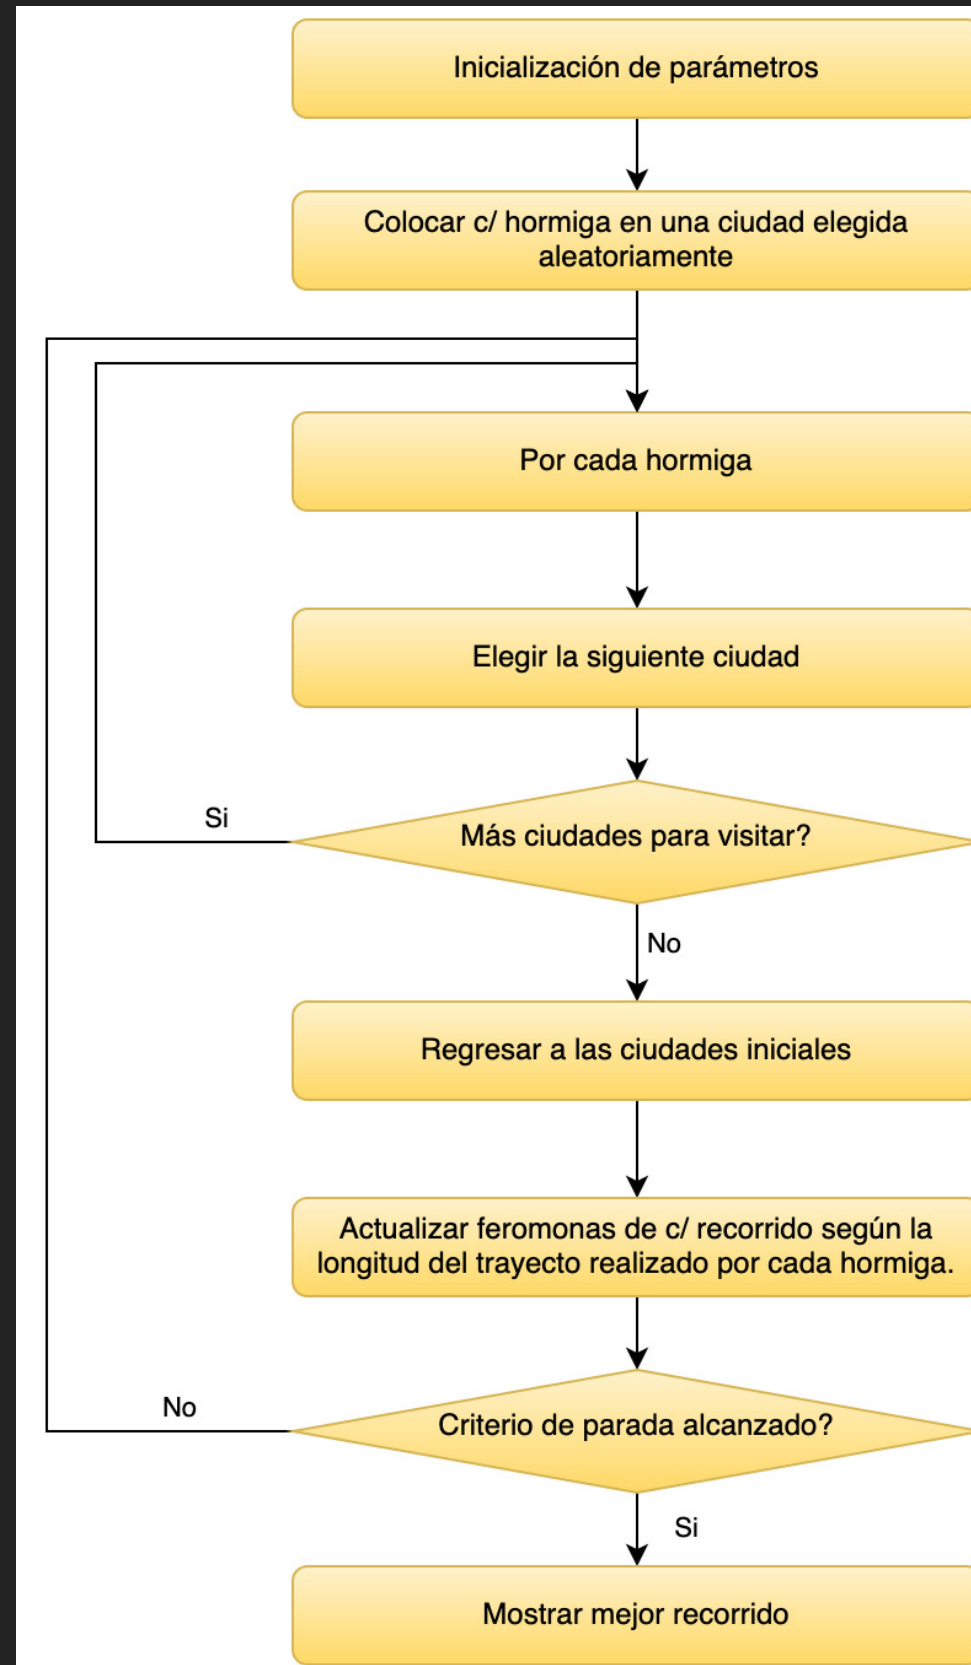 Inicialización de parámetros
Colocar c/ hormiga en una ciudad elegida
aleatoriamente
Por cada hormiga
Elegir la siguiente ciudad
Si
Más ciudades para visitar?
No
Regresar a las ciudades iniciales
Actualizar feromonas de c/ recorrido según la
longitud del trayecto realizado por cada hormiga.
No
Criterio de parada alcanzado?
Si
Mostrar mejor recorrido